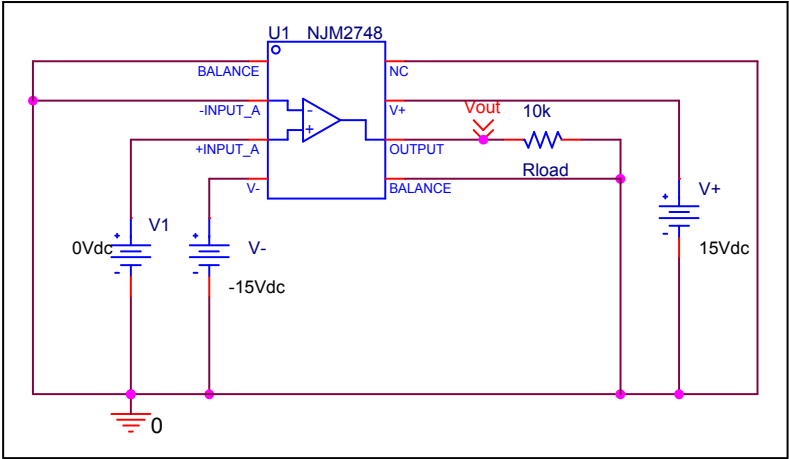 U1 NJM2748
BALANCE
NC
-INPUT_A
V+
Vout
10k
-
+
+INPUT_A
OUTPUT
Rload
V-
BALANCE
V+
+
V1
+
+
0Vdc
V-
-
15Vdc
-
-
-15Vdc
0